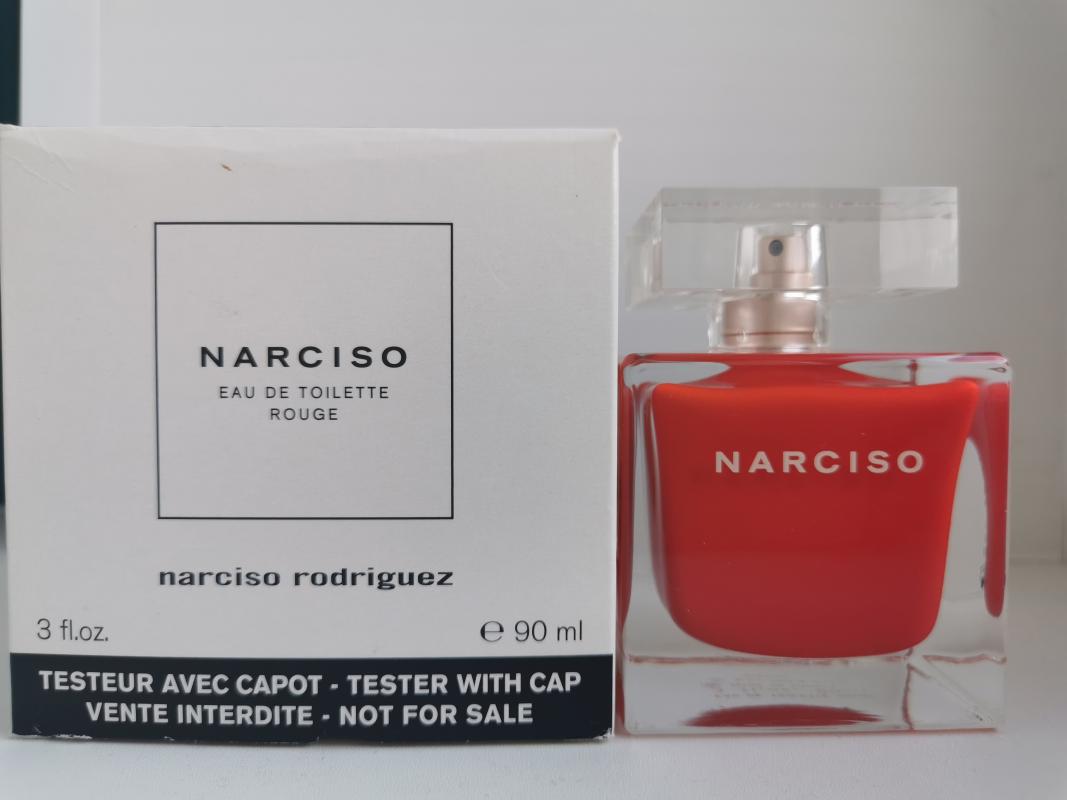 NARCISO
EAU DE TOILETTE
ROUGE
narciso rodriguez
3 fl.oz.
℮ 90 ml
TESTEUR AVEC CAPOT - TESTER WITH CAP
VENTE INTERDITE - NOT FOR SALE
NARCISO